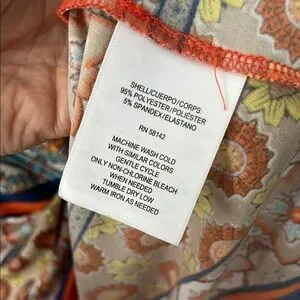 SHELL/CUERPO/CORPS:
95% POLYESTER/POLIÉSTER
5% SPANDEX/ELASTANO
RN 58142
MACHINE WASH COLD
WITH SIMILAR COLORS
GENTLE CYCLE
ONLY NON-CHLORINE BLEACH
WHEN NEEDED
TUMBLE DRY LOW
WARM IRON AS NEEDED